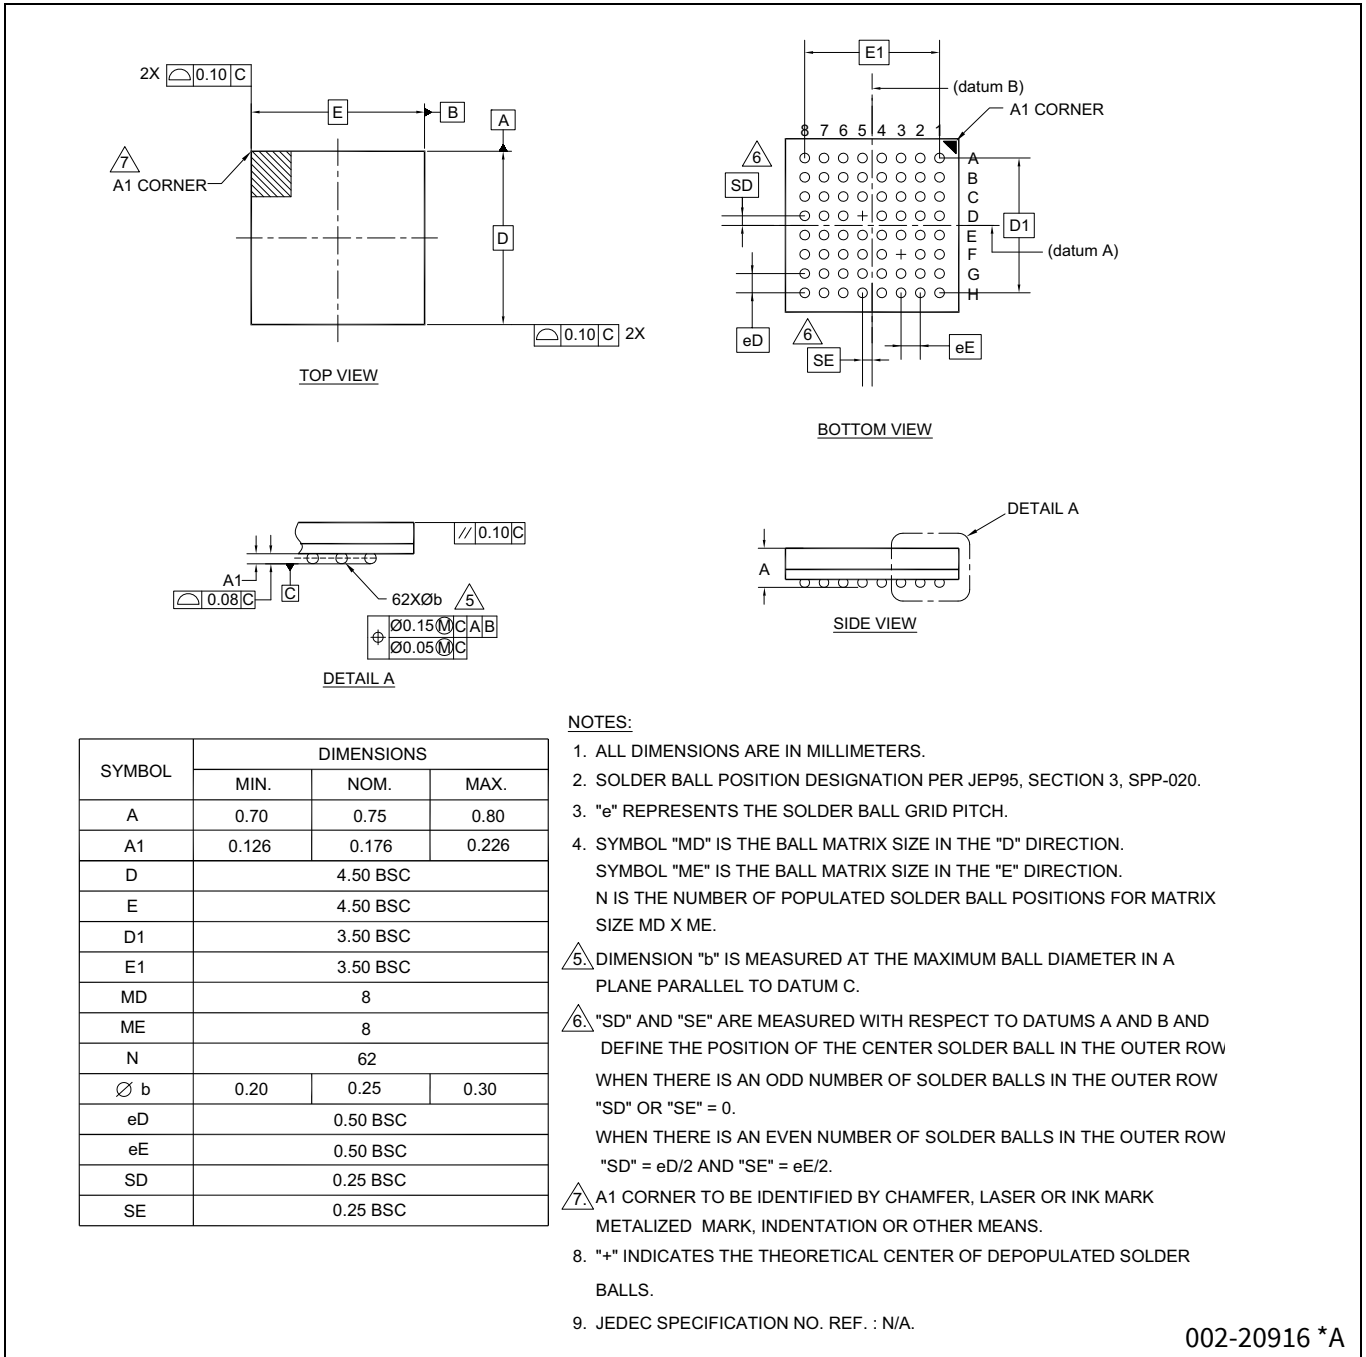 2X ⌓ 0.10 C
E
B
A
7
A1 CORNER
D
⌓ 0.10 C 2X
TOP VIEW
E1
(datum B)
A1 CORNER
8 7 6 5 4 3 2 1
6
A
B
SD
C
D
D1
E
F
(datum A)
G
H
eD
6
SE
eE
BOTTOM VIEW
// 0.10 C
A1
⌓ 0.08 C
C
62XØb 5
⌖ Ø0.15 Ⓜ C A B
Ø0.05 Ⓜ C
DETAIL A
DETAIL A
A
SIDE VIEW
SYMBOL DIMENSIONS
MIN. NOM. MAX.
A 0.70 0.75 0.80
A1 0.126 0.176 0.226
D 4.50 BSC
E 4.50 BSC
D1 3.50 BSC
E1 3.50 BSC
MD 8
ME 8
N 62
Ø b 0.20 0.25 0.30
eD 0.50 BSC
eE 0.50 BSC
SD 0.25 BSC
SE 0.25 BSC
NOTES:
1. ALL DIMENSIONS ARE IN MILLIMETERS.
2. SOLDER BALL POSITION DESIGNATION PER JEP95, SECTION 3, SPP-020.
3. "e" REPRESENTS THE SOLDER BALL GRID PITCH.
4. SYMBOL "MD" IS THE BALL MATRIX SIZE IN THE "D" DIRECTION.
SYMBOL "ME" IS THE BALL MATRIX SIZE IN THE "E" DIRECTION.
N IS THE NUMBER OF POPULATED SOLDER BALL POSITIONS FOR MATRIX
SIZE MD X ME.
5. DIMENSION "b" IS MEASURED AT THE MAXIMUM BALL DIAMETER IN A
PLANE PARALLEL TO DATUM C.
6. "SD" AND "SE" ARE MEASURED WITH RESPECT TO DATUMS A AND B AND
DEFINE THE POSITION OF THE CENTER SOLDER BALL IN THE OUTER ROW
WHEN THERE IS AN ODD NUMBER OF SOLDER BALLS IN THE OUTER ROW
"SD" OR "SE" = 0.
WHEN THERE IS AN EVEN NUMBER OF SOLDER BALLS IN THE OUTER ROW
"SD" = eD/2 AND "SE" = eE/2.
7. A1 CORNER TO BE IDENTIFIED BY CHAMFER, LASER OR INK MARK
METALIZED MARK, INDENTATION OR OTHER MEANS.
8. "+" INDICATES THE THEORETICAL CENTER OF DEPOPULATED SOLDER
BALLS.
9. JEDEC SPECIFICATION NO. REF. : N/A.
002-20916 *A